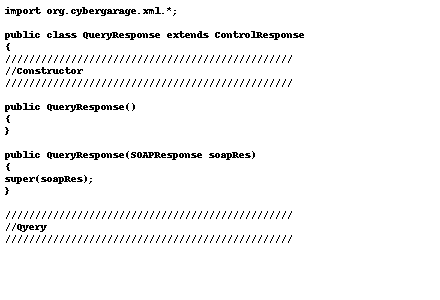 import org.cybergarage.xml.*;
public class QueryResponse extends ControlResponse
{
////////////////////////////////////////////////
//Constructor
////////////////////////////////////////////////
public QueryResponse()
{
}
public QueryResponse(SOAPResponse soapRes)
{
super(soapRes);
}
////////////////////////////////////////////////
//Qyery
////////////////////////////////////////////////